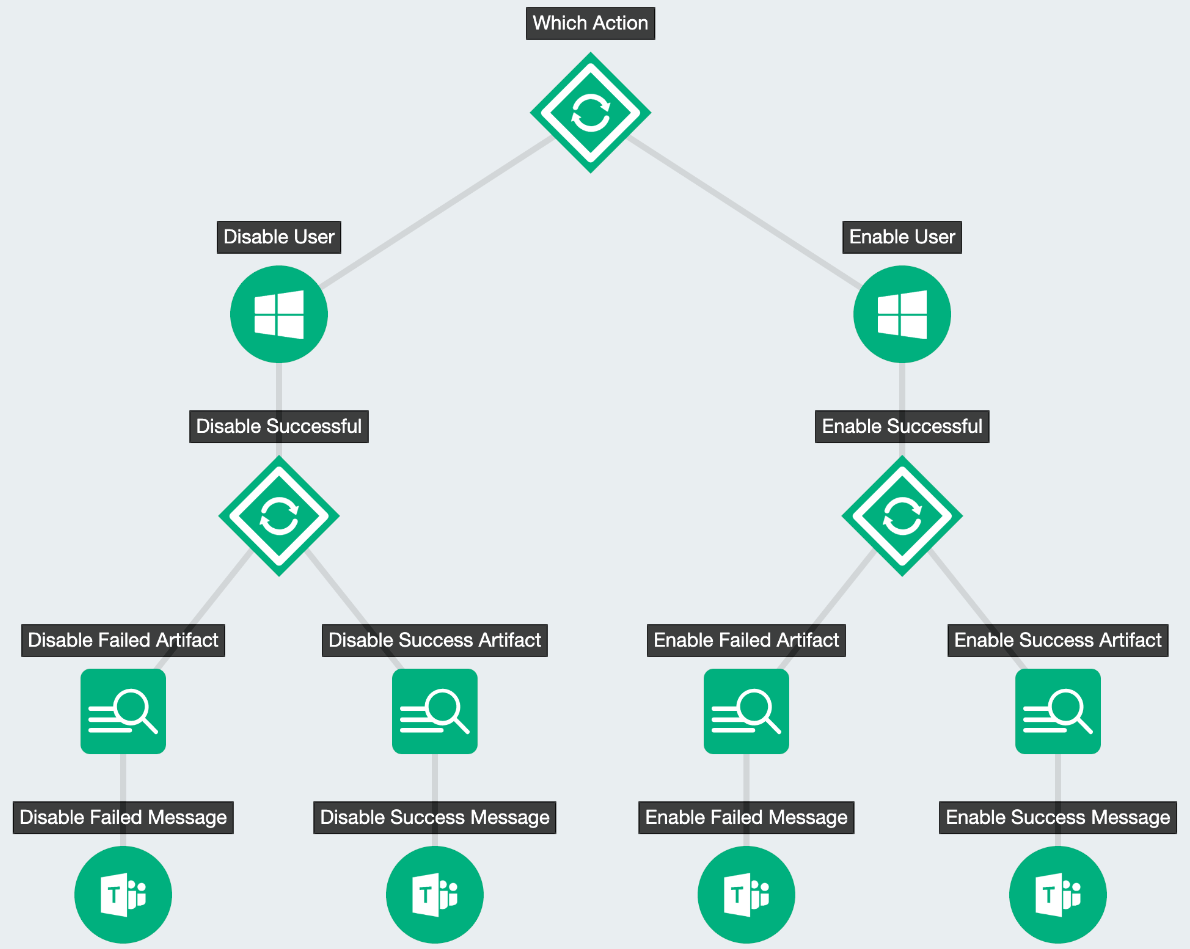 Which Action
Disable User
Enable User
Disable Successful
Enable Successful
Disable Failed Artifact
Disable Success Artifact
Enable Failed Artifact
Enable Success Artifact
Disable Failed Message
Disable Success Message
Enable Failed Message
Enable Success Message
T
T
T
T